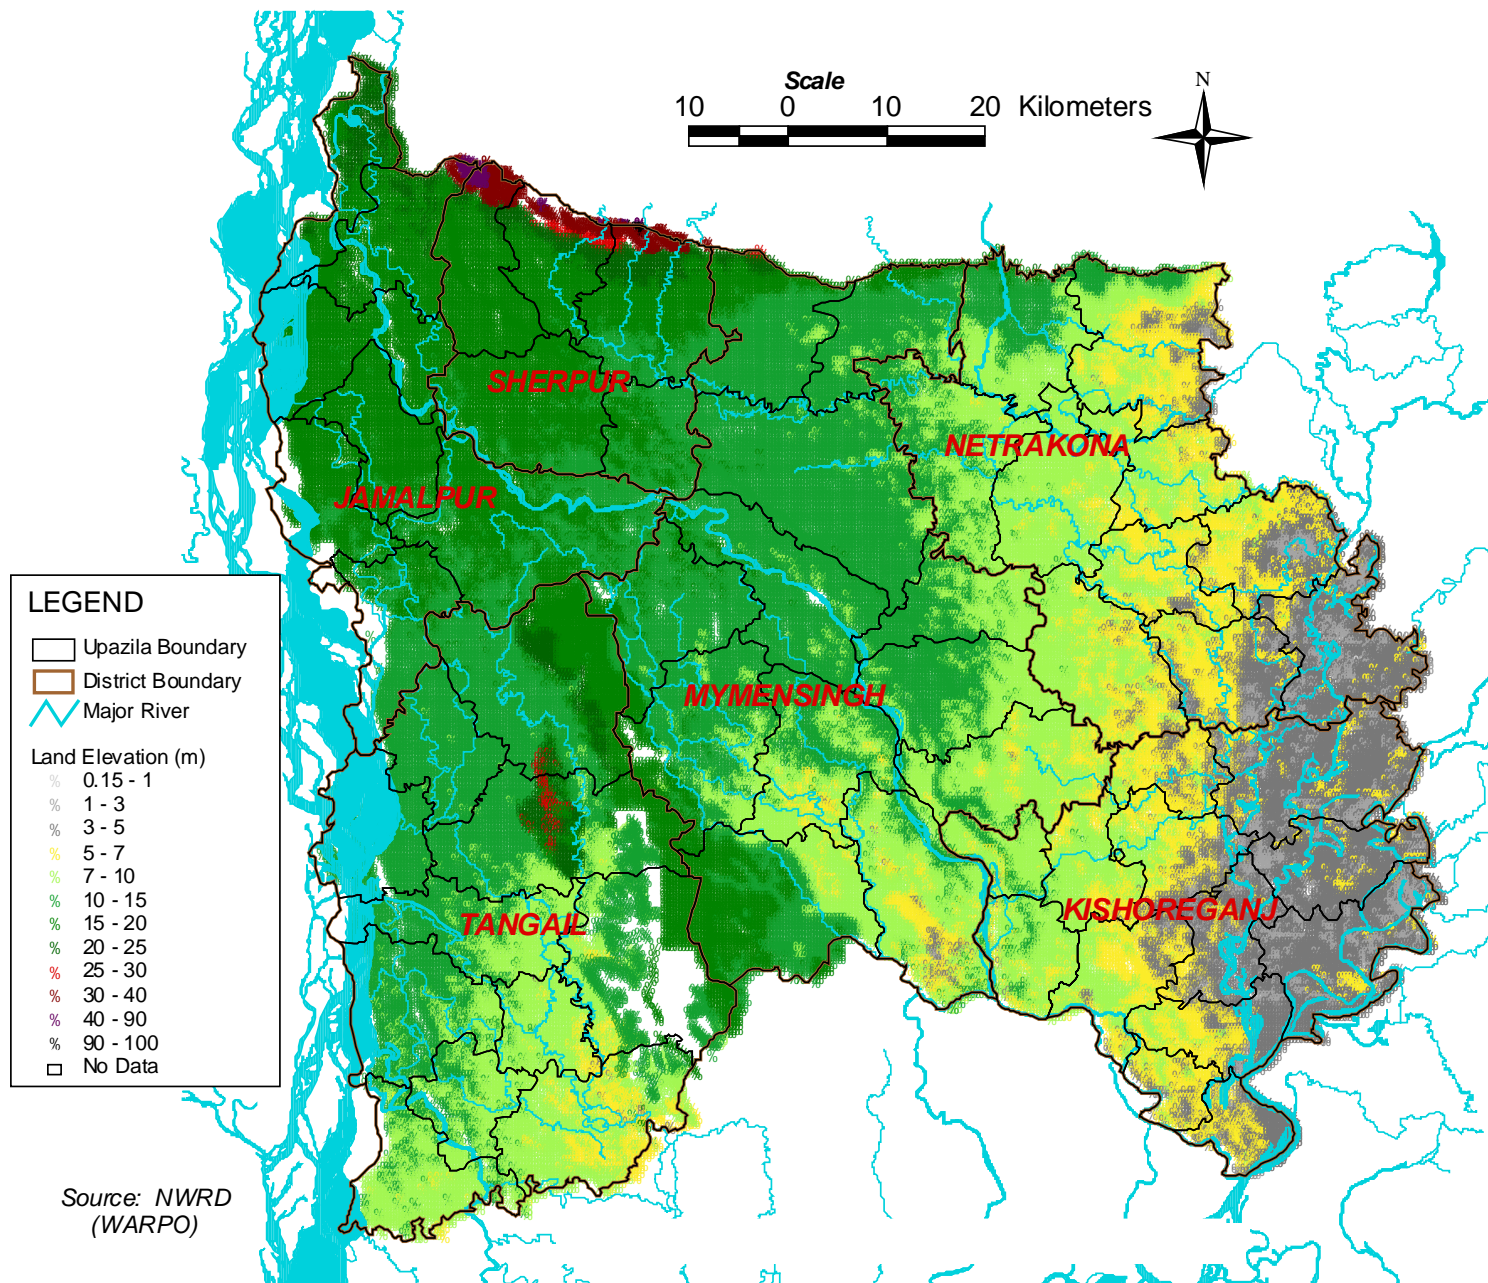 Scale
10 0 10 20 Kilometers
N
SHERPUR
NETRAKONA
JAMALPUR
MYMENSINGH
KISHOREGANJ
TANGAIL
LEGEND
Upazila Boundary
District Boundary
Major River
Land Elevation (m)
% 0.15 - 1
% 1 - 3
% 3 - 5
% 5 - 7
% 7 - 10
% 10 - 15
% 15 - 20
% 20 - 25
% 25 - 30
% 30 - 40
% 40 - 90
% 90 - 100
No Data
Source: NWRD
(WARPO)